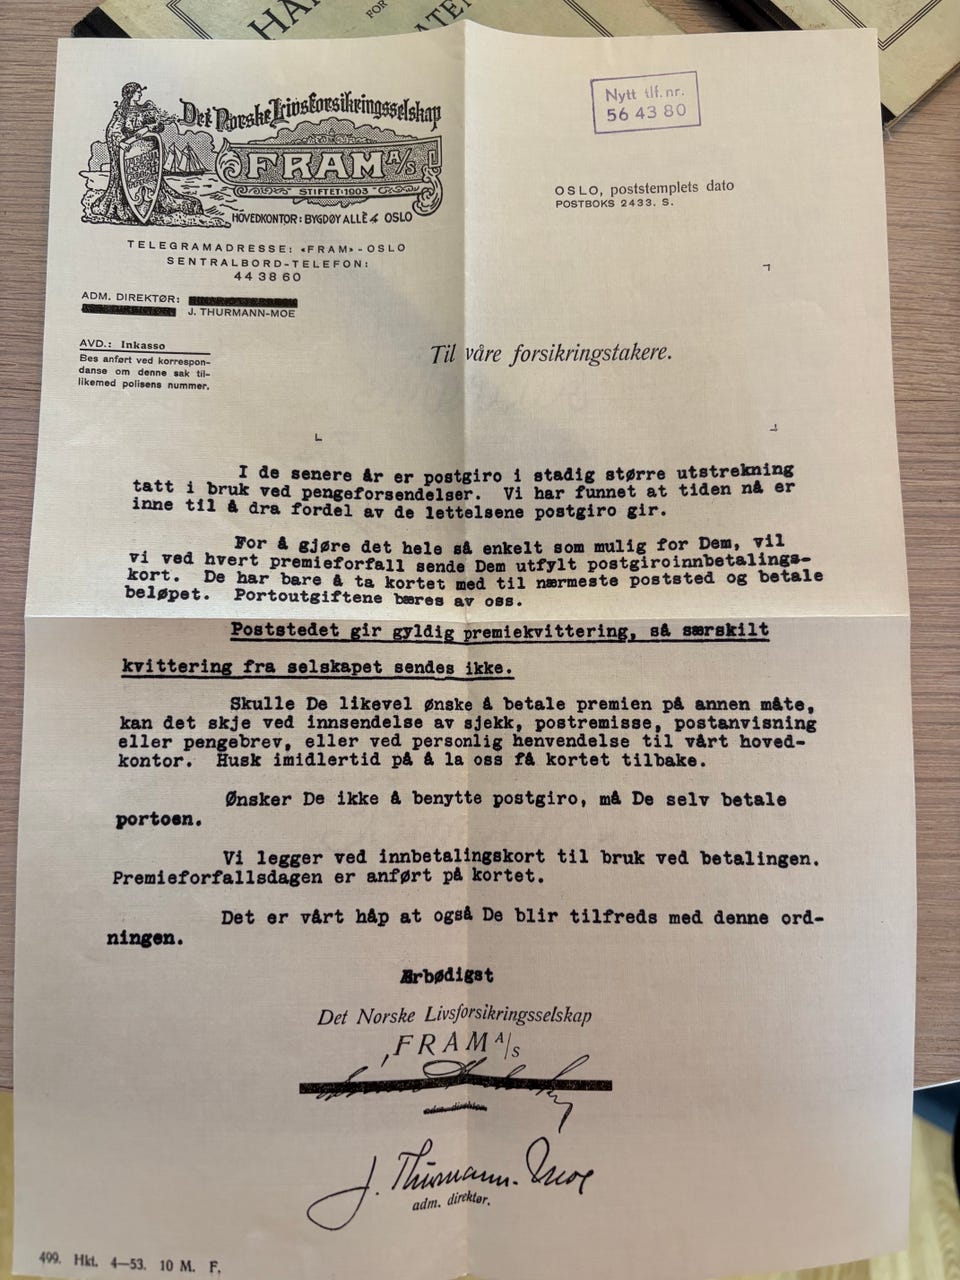 HÅN
FOR
ATEN
Det Norske Livsforsikringsselskap
FRAM A/S
STIFTET·1903
HOVEDKONTOR: BYGDØY ALLÈ 4 OSLO
TELEGRAMADRESSE: «FRAM» - OSLO
SENTRALBORD-TELEFON:
44 38 60
ADM. DIREKTØR:
J. THURMANN-MOE
AVD.: Inkasso
Bes anført ved korrespon-
danse om denne sak til-
likemed polisens nummer.
Nytt tlf. nr.
56 43 80
OSLO, poststemplets dato
POSTBOKS 2433. S.
Til våre forsikringstakere.
I de senere år er postgiro i stadig større utstrekning
tatt i bruk ved pengeforsendelser. Vi har funnet at tiden nå er
inne til å dra fordel av de lettelsene postgiro gir.
For å gjøre det hele så enkelt som mulig for Dem, vil
vi ved hvert premieforfall sende Dem utfylt postgiroinnbetalings-
kort. De har bare å ta kortet med til nærmeste poststed og betale
beløpet. Portoutgiftene bæres av oss.
Poststedet gir gyldig premiekvittering, så særskilt
kvittering fra selskapet sendes ikke.
Skulle De likevel ønske å betale premien på annen måte,
kan det skje ved innsendelse av sjekk, postremisse, postanvisning
eller pengebrev, eller ved personlig henvendelse til vårt hoved-
kontor. Husk imidlertid på å la oss få kortet tilbake.
Ønsker De ikke å benytte postgiro, må De selv betale
portoen.
Vi legger ved innbetalingskort til bruk ved betalingen.
Premieforfallsdagen er anført på kortet.
Det er vårt håp at også De blir tilfreds med denne ord-
ningen.
Ærbødigst
Det Norske Livsforsikringsselskap
,FRAM A/S
adm. direktør
J. Thurmann-Moe
adm. direktør.
499. Hkt. 4—53. 10 M. F.